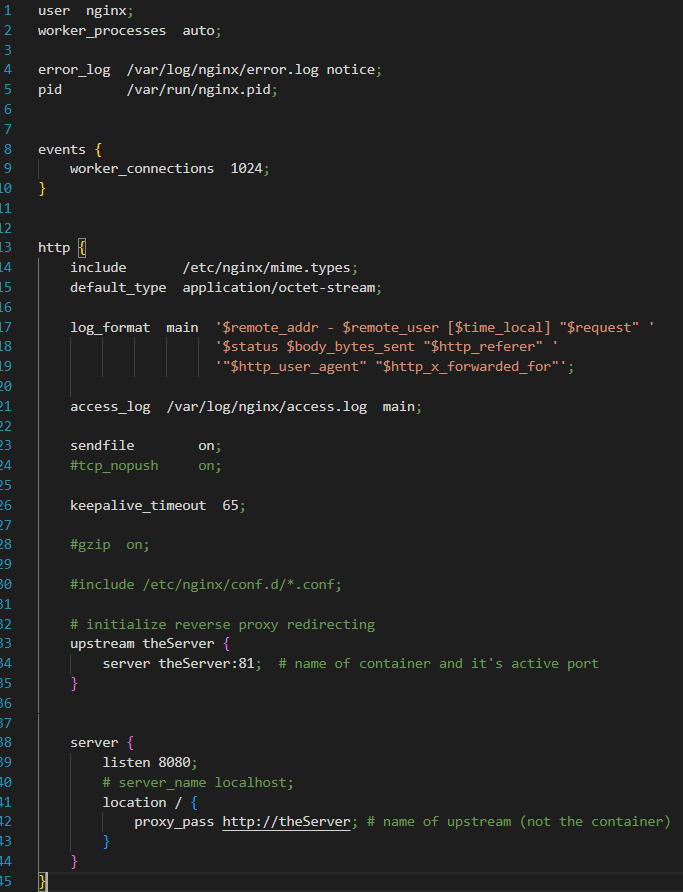 1 user  nginx;
2 worker_processes  auto;
3
4 error_log  /var/log/nginx/error.log notice;
5 pid        /var/run/nginx.pid;
6
7
8 events {
9     worker_connections  1024;
10 }
11
12
13 http {
14     include       /etc/nginx/mime.types;
15     default_type  application/octet-stream;
16
17     log_format  main  '$remote_addr - $remote_user [$time_local] "$request" '
18                       '$status $body_bytes_sent "$http_referer" '
19                       '"$http_user_agent" "$http_x_forwarded_for"';
20
21     access_log  /var/log/nginx/access.log  main;
22
23     sendfile        on;
24     #tcp_nopush     on;
25
26     keepalive_timeout  65;
27
28     #gzip  on;
29
30     #include /etc/nginx/conf.d/*.conf;
31
32     # initialize reverse proxy redirecting
33     upstream theServer {
34         server theServer:81;  # name of container and it's active port
35     }
36
37
38     server {
39         listen 8080;
40         # server_name localhost;
41         location / {
42             proxy_pass http://theServer; # name of upstream (not the container)
43         }
44     }
45 }